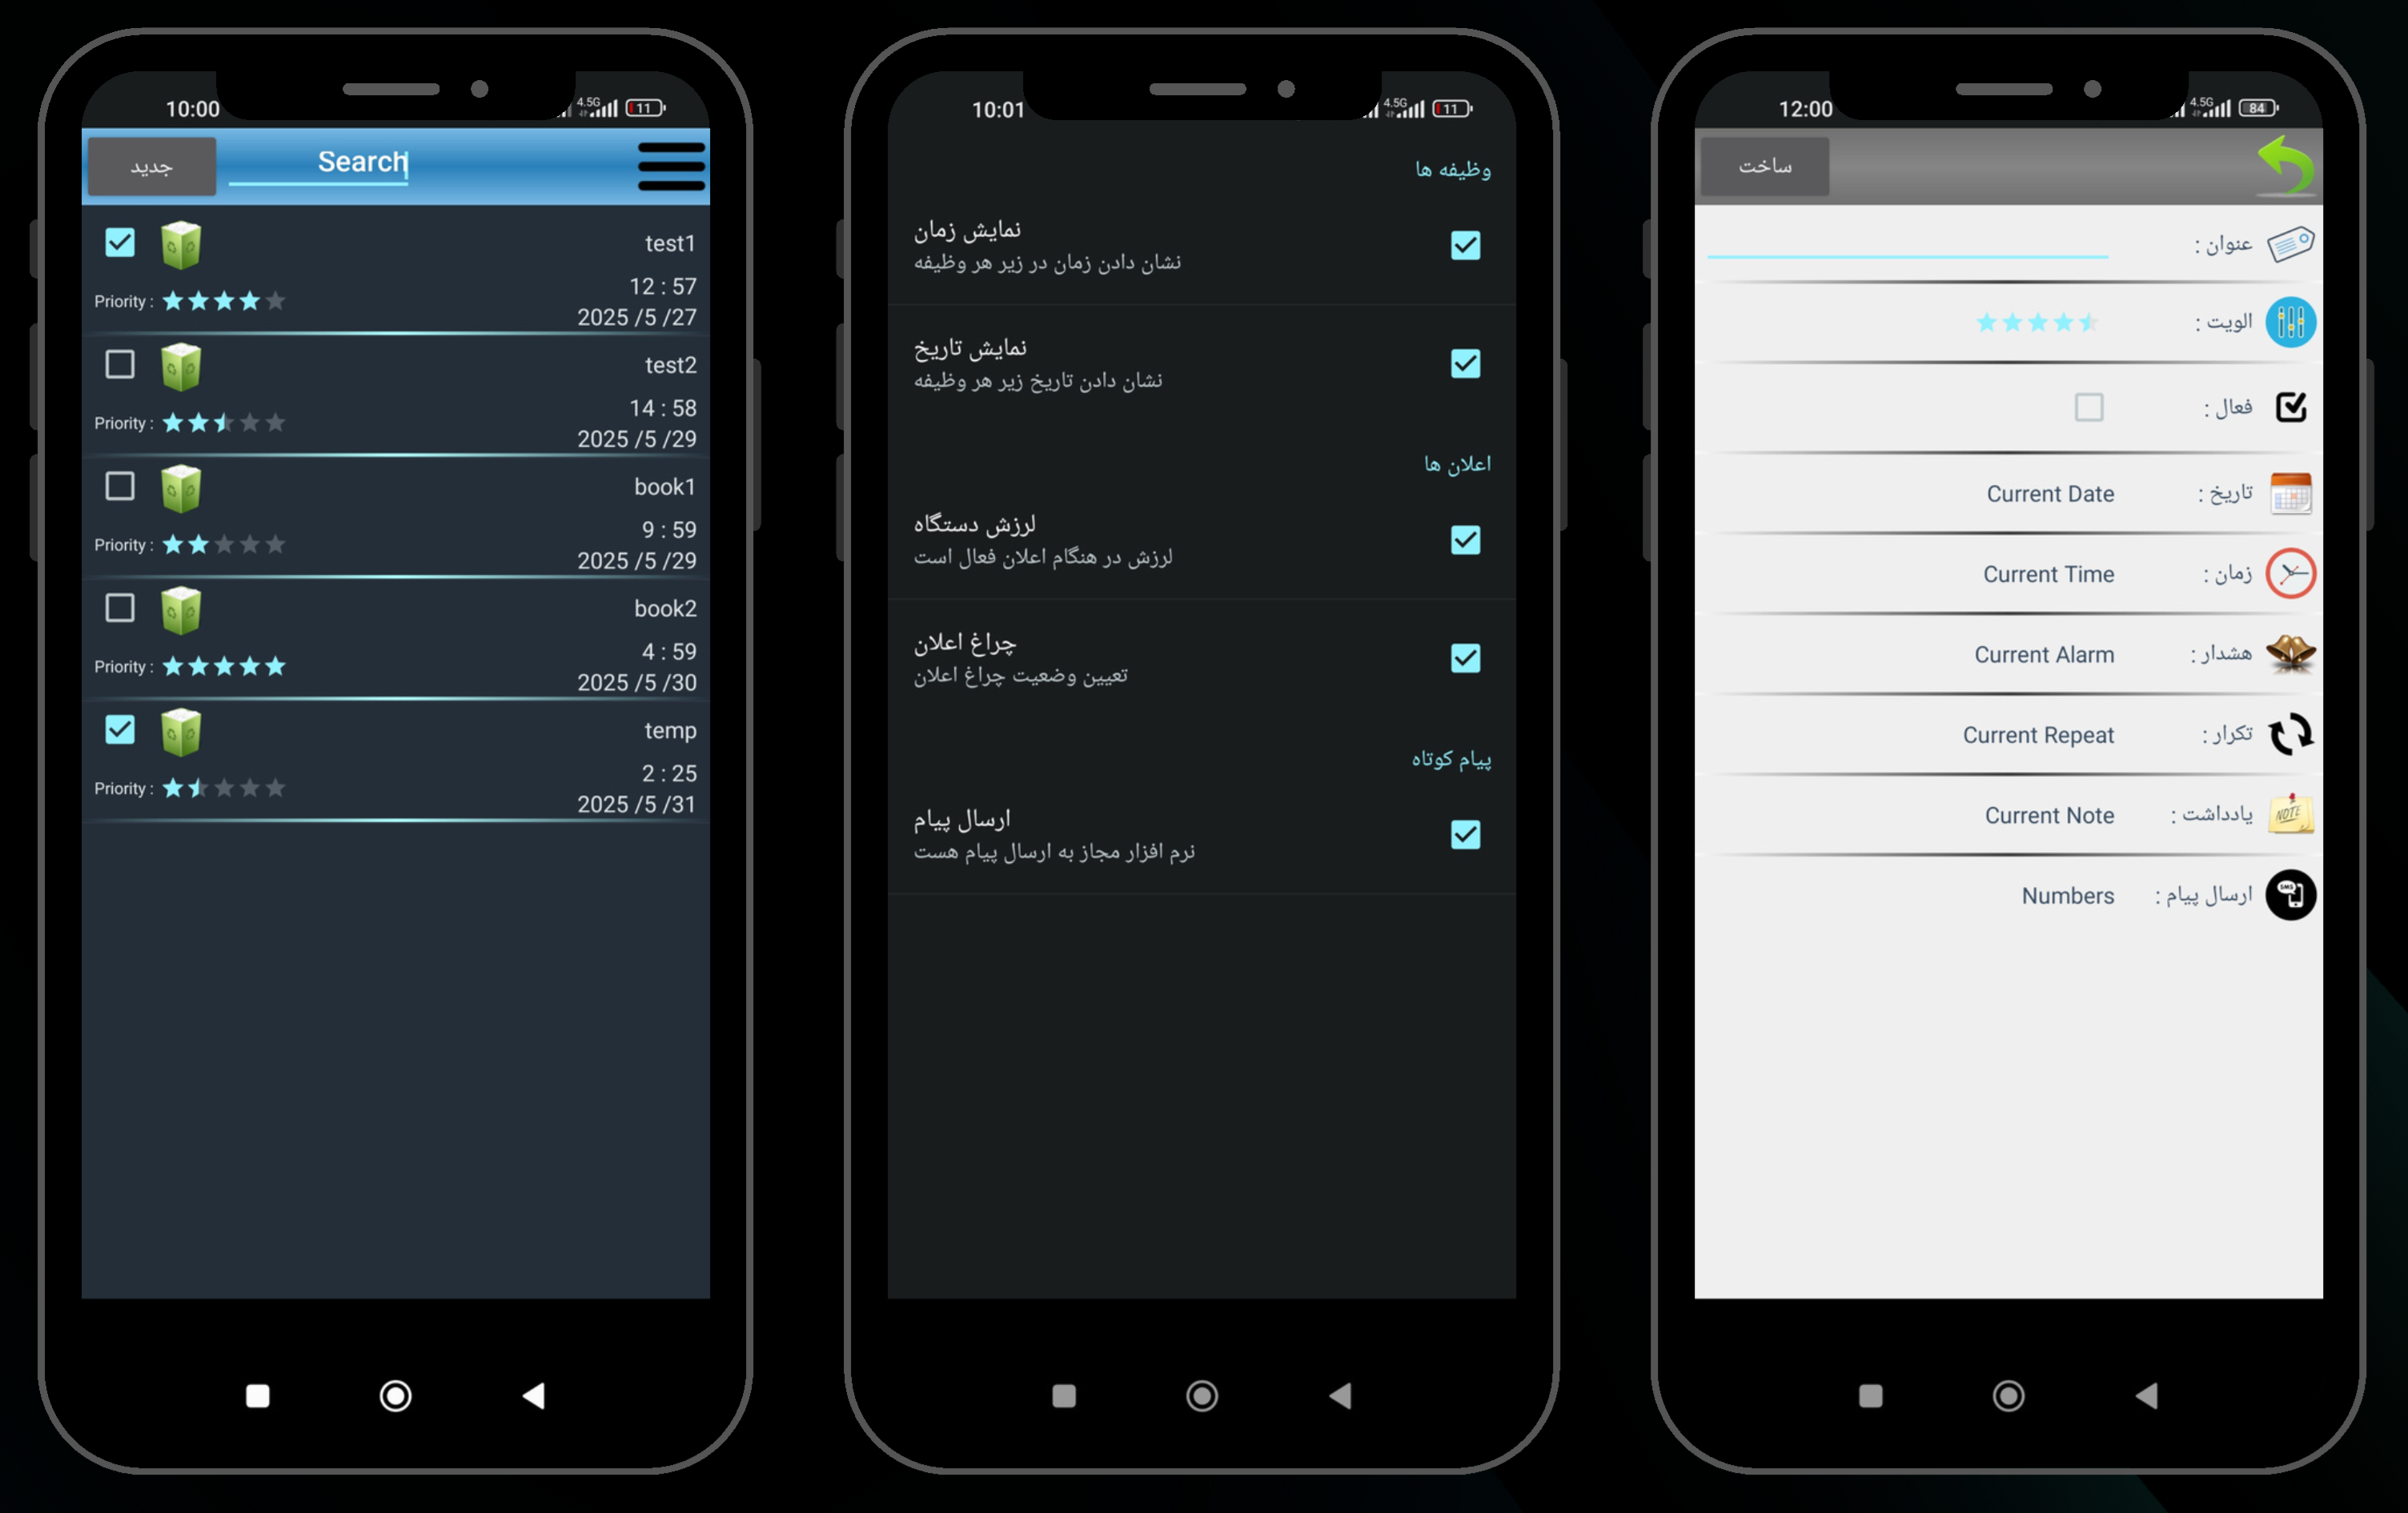 10:00
4.5G
11
جدید
Search
test1
12 : 57
Priority :
2025 /5 /27
test2
14 : 58
Priority :
2025 /5 /29
book1
9 : 59
Priority :
2025 /5 /29
book2
4 : 59
Priority :
2025 /5 /30
temp
2 : 25
Priority :
2025 /5 /31
10:01
4.5G
11
وظیفه ها
نمایش زمان
نشان دادن زمان در زیر هر وظیفه
نمایش تاریخ
نشان دادن تاریخ زیر هر وظیفه
اعلان ها
لرزش دستگاه
لرزش در هنگام اعلان فعال است
چراغ اعلان
تعیین وضعیت چراغ اعلان
پیام کوتاه
ارسال پیام
نرم افزار مجاز به ارسال پیام هست
12:00
4.5G
84
ساخت
عنوان :
الویت :
فعال :
تاریخ :
Current Date
زمان :
Current Time
هشدار :
Current Alarm
تکرار :
Current Repeat
یادداشت :
Current Note
NOTE
ارسال پیام :
Numbers
SMS